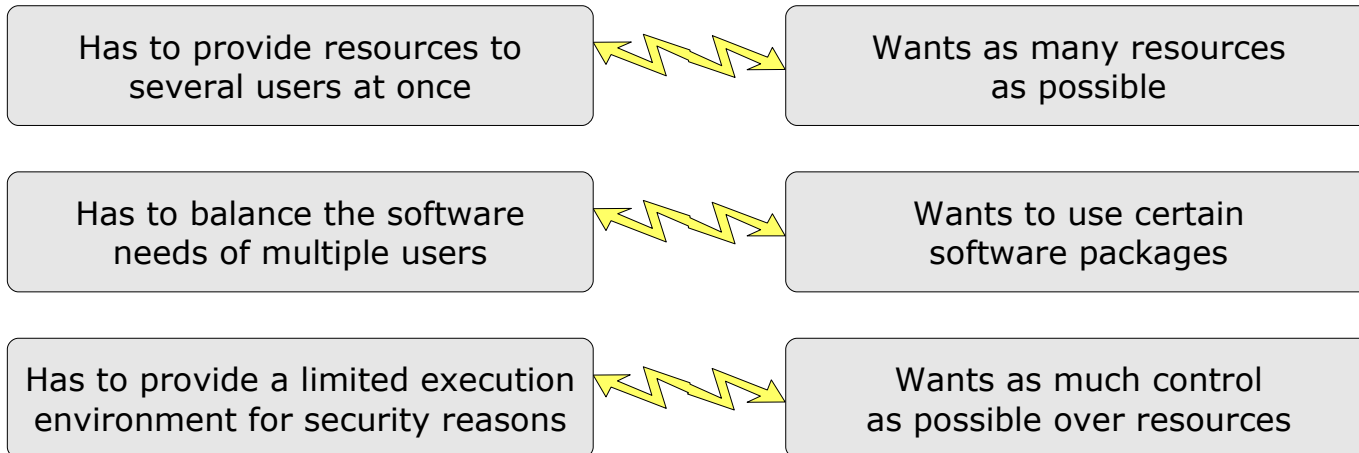 Has to provide resources to
several users at once
Wants as many resources
as possible
Has to balance the software
needs of multiple users
Wants to use certain
software packages
Has to provide a limited execution
environment for security reasons
Wants as much control
as possible over resources